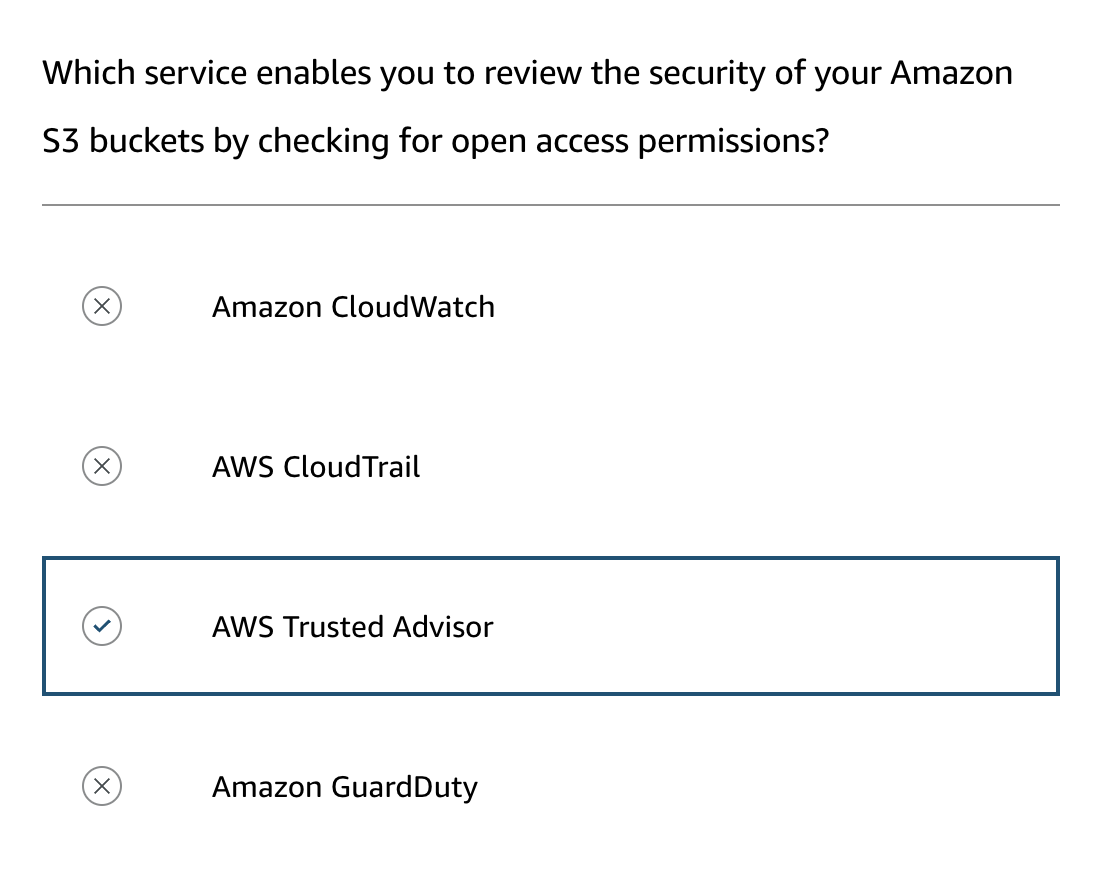 Which service enables you to review the security of your Amazon
S3 buckets by checking for open access permissions?
Amazon CloudWatch
AWS CloudTrail
AWS Trusted Advisor
Amazon GuardDuty